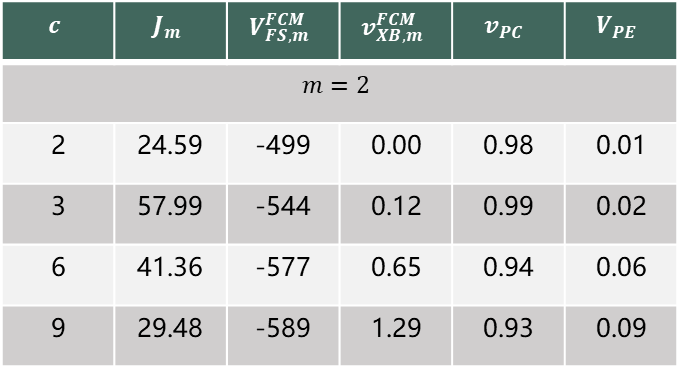 c J_m V_{FS,m}^{FCM} v_{XB,m}^{FCM} v_{PC} V_{PE}
m = 2
2 24.59 -499 0.00 0.98 0.01
3 57.99 -544 0.12 0.99 0.02
6 41.36 -577 0.65 0.94 0.06
9 29.48 -589 1.29 0.93 0.09